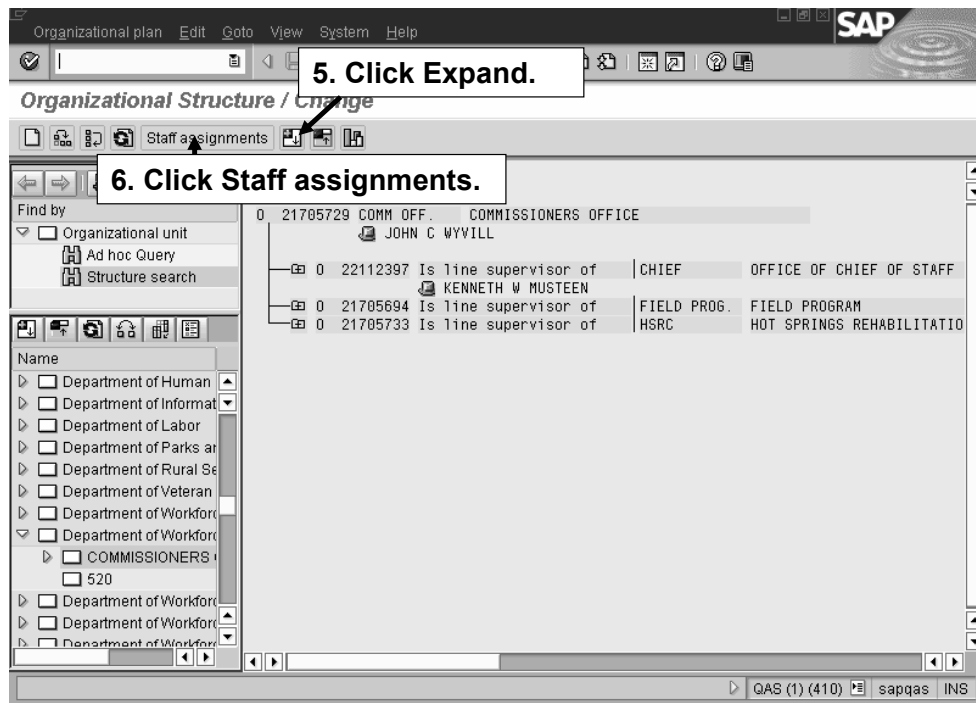 Organizational plan Edit Goto View System Help
SAP
5. Click Expand.
Organizational Structure / Change
Staff assignments
6. Click Staff assignments.
Find by
Organizational unit
Ad hoc Query
Structure search
Name
Department of Human
Department of Informat
Department of Labor
Department of Parks ar
Department of Rural Se
Department of Veteran
Department of Workforc
Department of Workforc
COMMISSIONERS
520
Department of Workforc
Department of Workforc
Department of Workforc
O 21705729 COMM OFF. COMMISSIONERS OFFICE
JOHN C WYVILL
O 22112397 Is line supervisor of CHIEF OFFICE OF CHIEF OF STAFF
KENNETH W MUSTEEN
O 21705694 Is line supervisor of FIELD PROG. FIELD PROGRAM
O 21705733 Is line supervisor of HSRC HOT SPRINGS REHABILITATIO
QAS (1) (410) sapqas INS